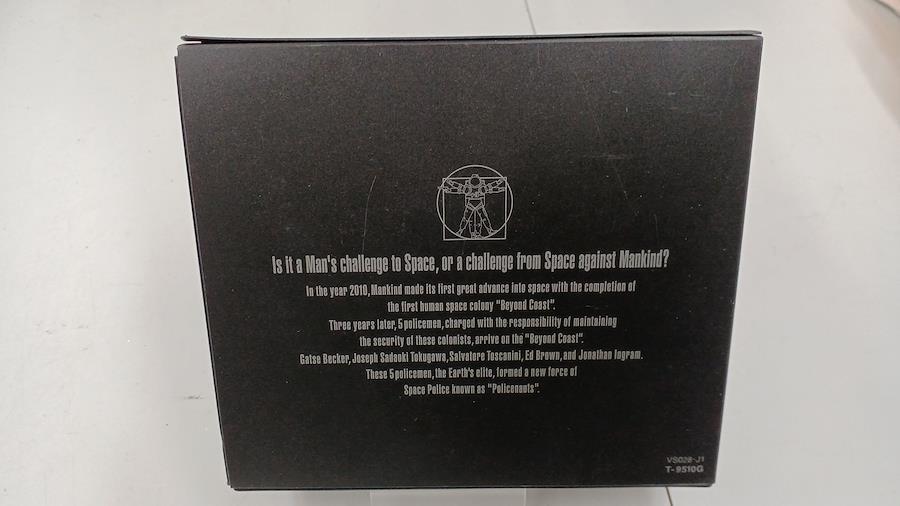 Is it a Man's challenge to Space, or a challenge from Space against Mankind?
In the year 2010, Mankind made its first great advance into space with the completion of
the first human space colony "Beyond Coast".
Three years later, 5 policemen, charged with the responsibility of maintaining
the security of these colonists, arrive on the "Beyond Coast".
Gatse Becker, Joseph Sadaoki Tokugawa, Salvatore Toscanini, Ed Brown, and Jonathan Ingram.
These 5 policemen, the Earth's elite, formed a new force of
Space Police known as "Policenauts".
VS028-J1
T-9510G